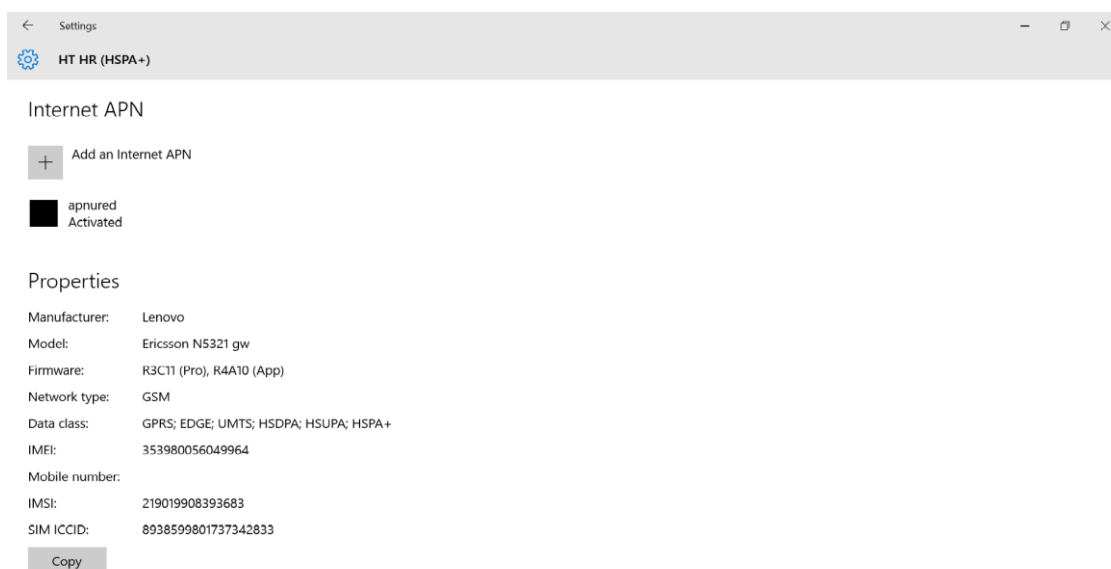 Settings
HT HR (HSPA+)
Internet APN
Add an Internet APN
apnured
Activated
Properties
Manufacturer: Lenovo
Model: Ericsson N5321 gw
Firmware: R3C11 (Pro), R4A10 (App)
Network type: GSM
Data class: GPRS; EDGE; UMTS; HSDPA; HSUPA; HSPA+
IMEI: 353980056049964
Mobile number:
IMSI: 219019908393683
SIM ICCID: 8938599801737342833
Copy